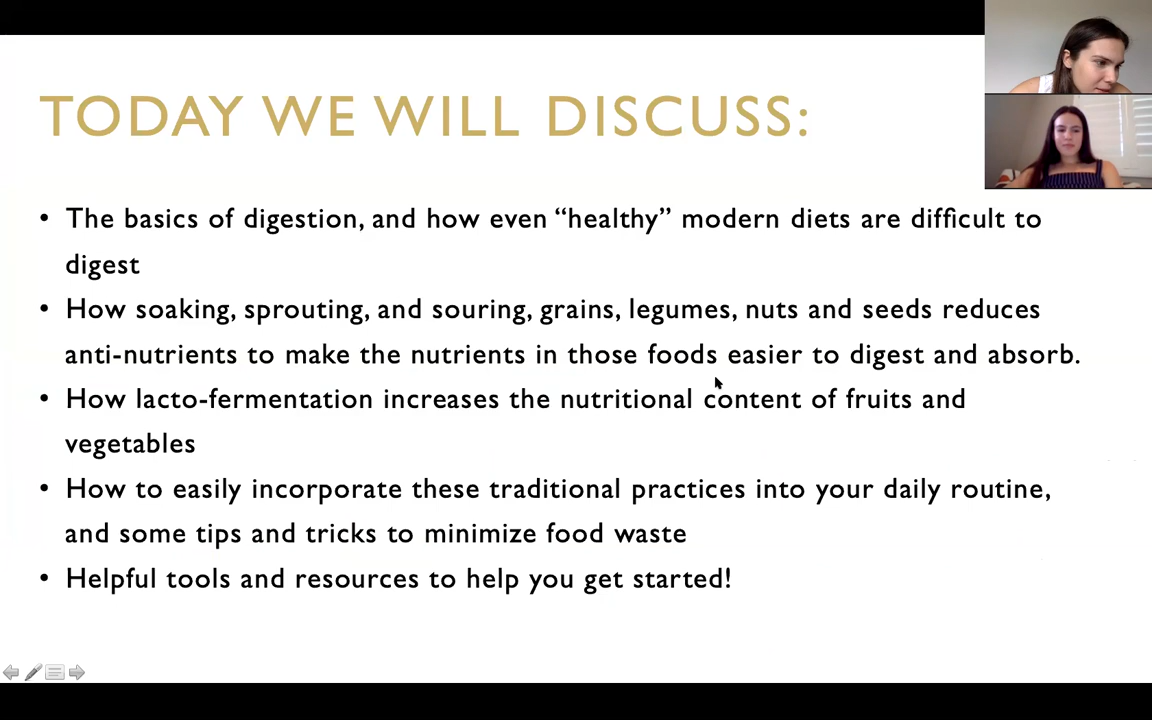 TODAY WE WILL DISCUSS:
• The basics of digestion, and how even “healthy” modern diets are difficult to
digest
• How soaking, sprouting, and souring, grains, legumes, nuts and seeds reduces
anti-nutrients to make the nutrients in those foods easier to digest and absorb.
• How lacto-fermentation increases the nutritional content of fruits and
vegetables
• How to easily incorporate these traditional practices into your daily routine,
and some tips and tricks to minimize food waste
• Helpful tools and resources to help you get started!